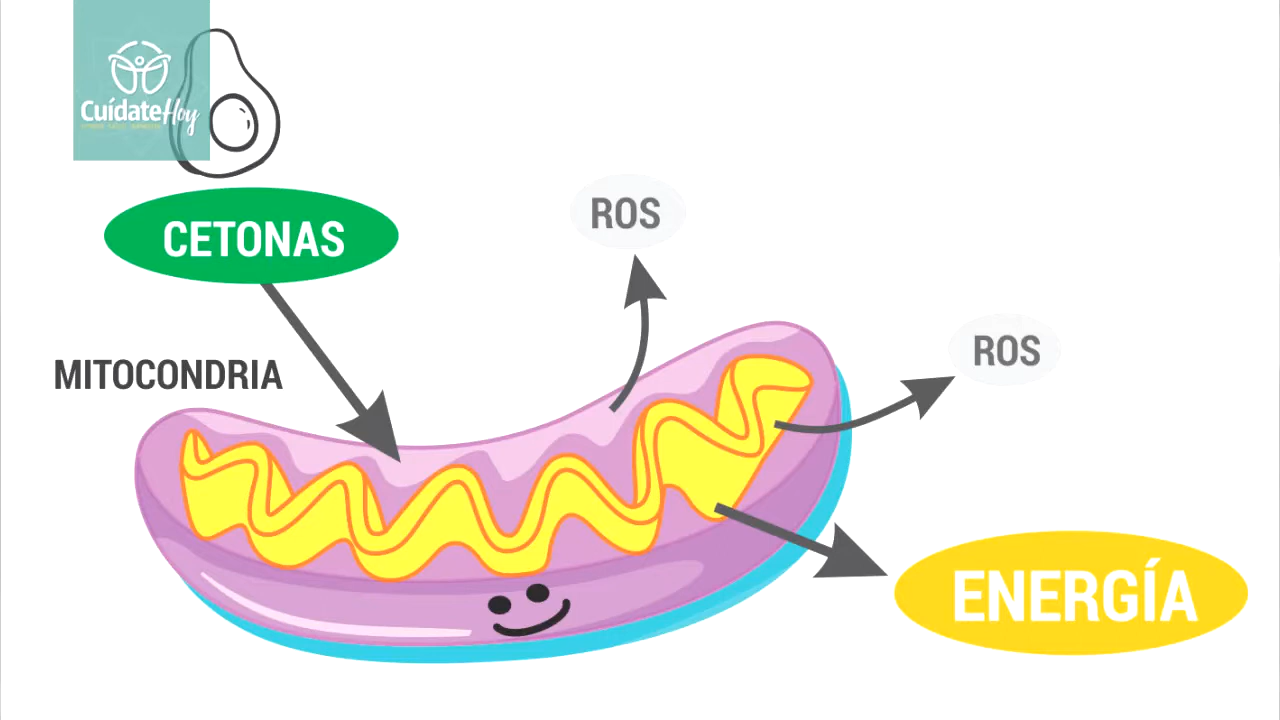 CuídateHoy
CETONAS
ROS
ROS
MITOCONDRIA
ENERGÍA